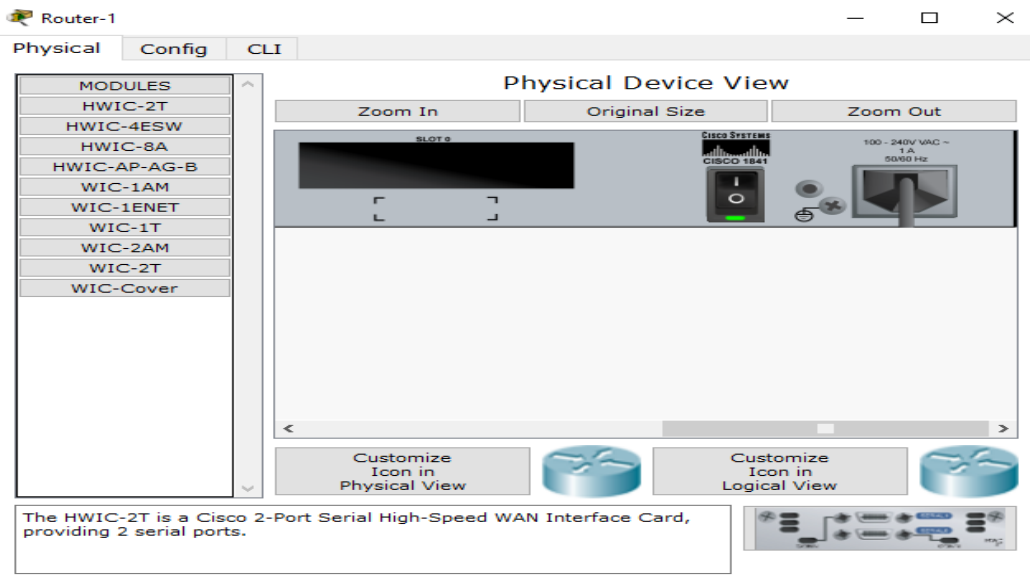 Router-1
Physical
Config
CLI
MODULES
HWIC-2T
HWIC-4ESW
HWIC-8A
HWIC-AP-AG-B
WIC-1AM
WIC-1ENET
WIC-1T
WIC-2AM
WIC-2T
WIC-Cover
Physical Device View
Zoom In
Original Size
Zoom Out
SLOT 0
CISCO SYSTEMS
CISCO 1841
100 - 240V VAC ~
1 A
50/60 Hz
Customize
Icon in
Physical View
Customize
Icon in
Logical View
The HWIC-2T is a Cisco 2-Port Serial High-Speed WAN Interface Card,
providing 2 serial ports.